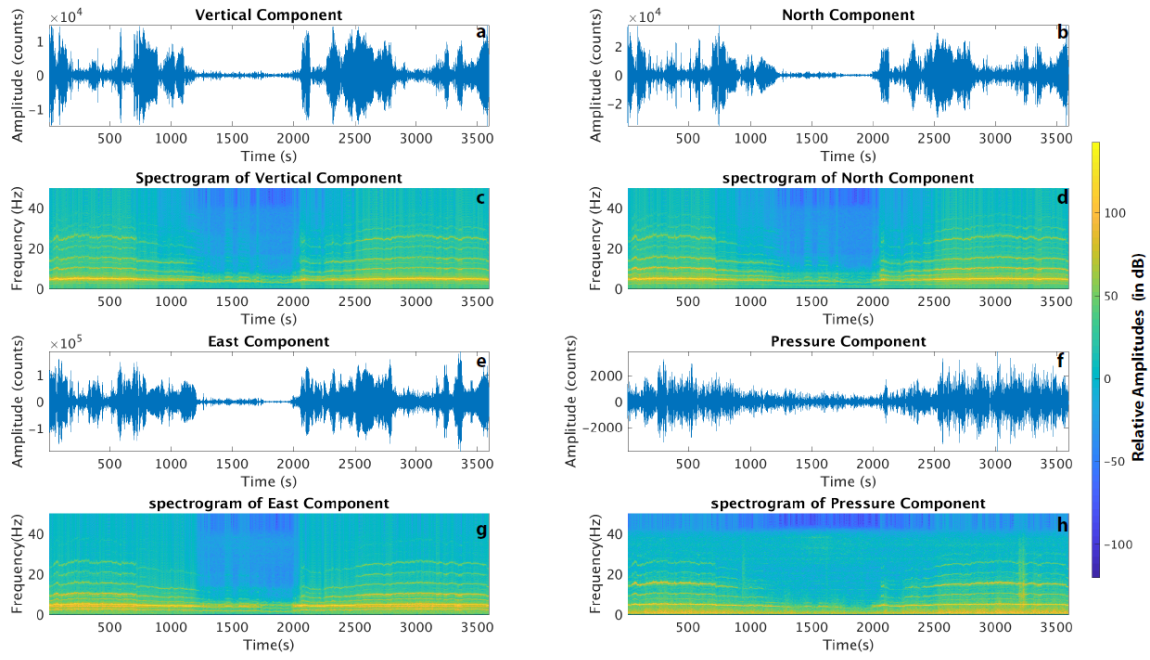 Vertical Component
×10⁴
a
Amplitude (counts)
1
0
-1
500 1000 1500 2000 2500 3000 3500
Time (s)
North Component
×10⁴
b
Amplitude (counts)
2
0
-2
500 1000 1500 2000 2500 3000 3500
Time (s)
Spectrogram of Vertical Component
c
Frequency (Hz)
40
20
0
500 1000 1500 2000 2500 3000 3500
Time (s)
spectrogram of North Component
d
Frequency (Hz)
40
20
0
500 1000 1500 2000 2500 3000 3500
Time(s)
East Component
×10⁵
e
Amplitude (counts)
1
0
-1
500 1000 1500 2000 2500 3000 3500
Time (s)
Pressure Component
f
Amplitude (counts)
2000
0
-2000
500 1000 1500 2000 2500 3000 3500
Time (s)
spectrogram of East Component
g
Frequency(Hz)
40
20
0
500 1000 1500 2000 2500 3000 3500
Time(s)
spectrogram of Pressure Component
h
Frequency(Hz)
40
20
0
500 1000 1500 2000 2500 3000 3500
Time(s)
100
50
0
-50
-100
Relative Amplitudes (in dB)